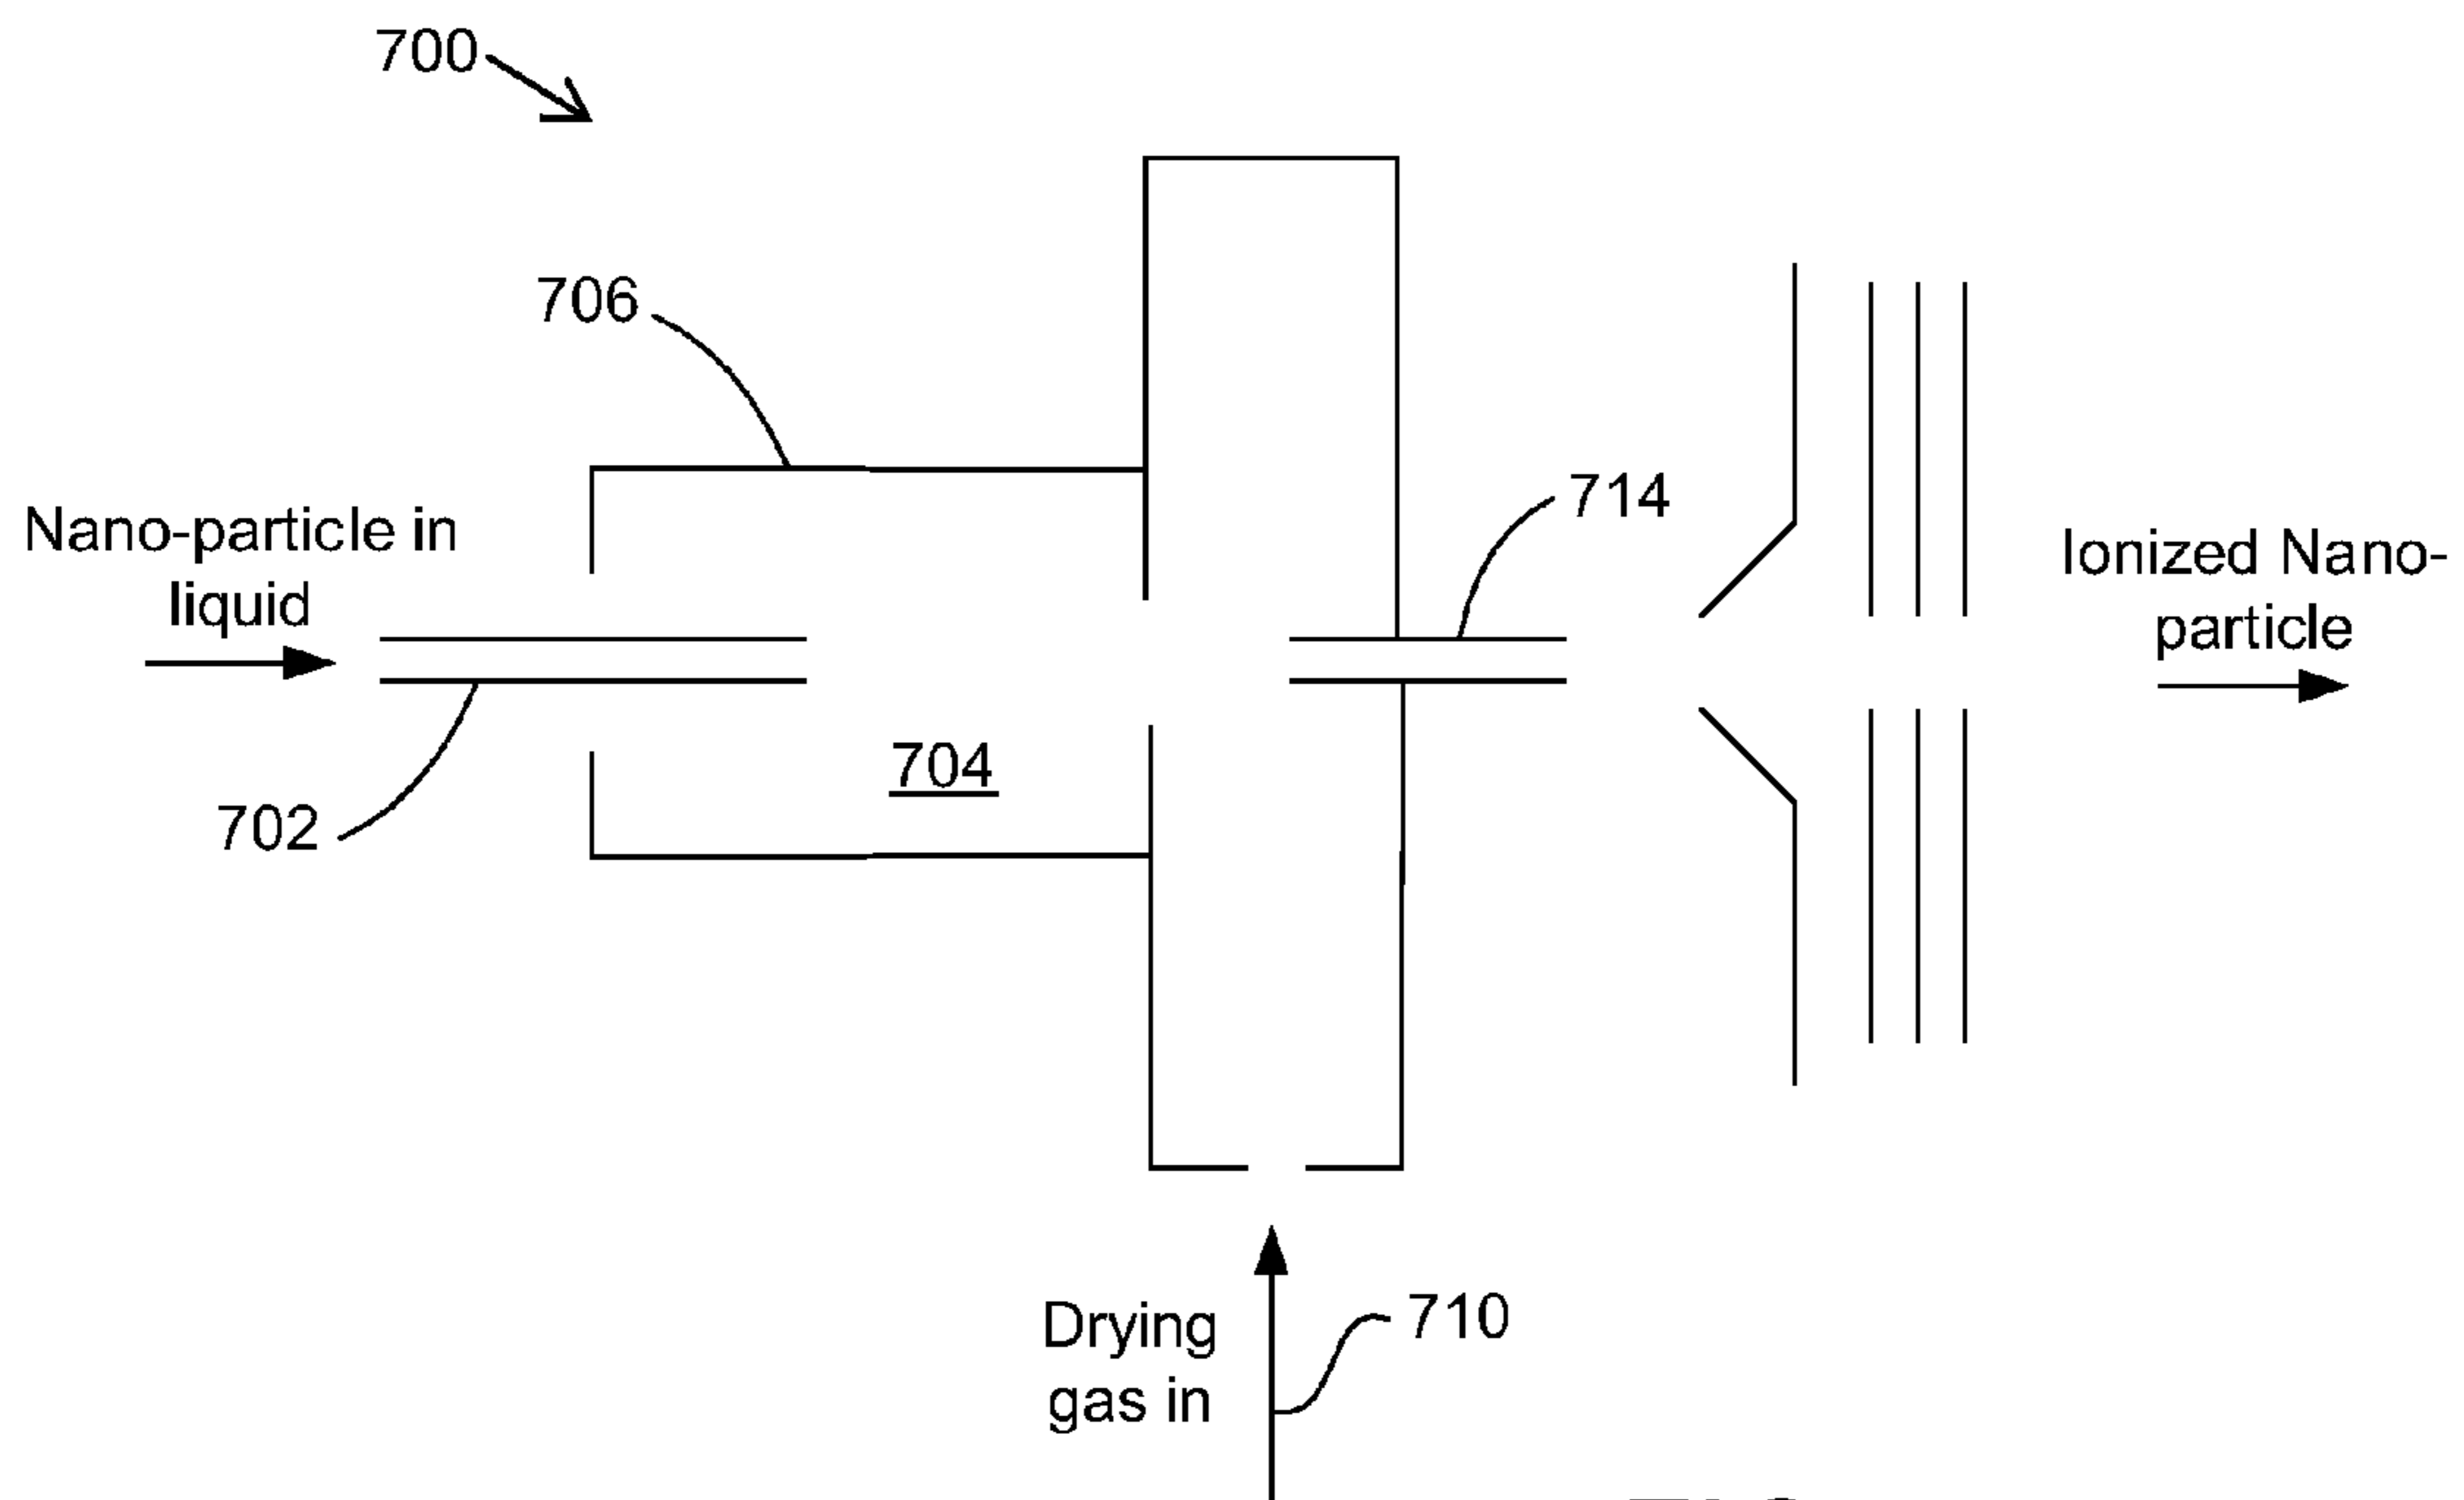 700
706
714
Nano-particle in
liquid
Ionized Nano-
particle
704
702
710
Drying
gas in